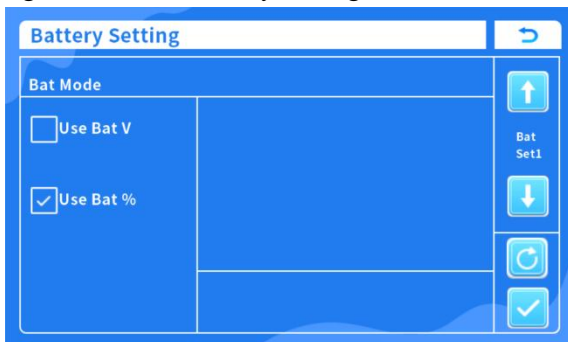 Battery Setting
Bat Mode
Use Bat V
Use Bat %
Bat
Set1